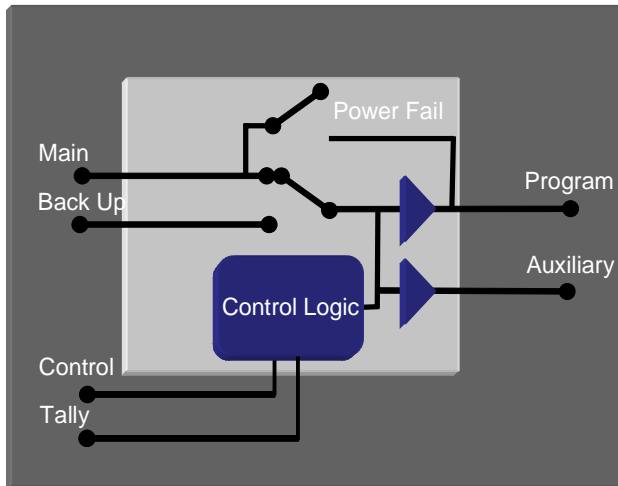 Power Fail
Main
Program
Back Up
Auxiliary
Control Logic
Control
Tally